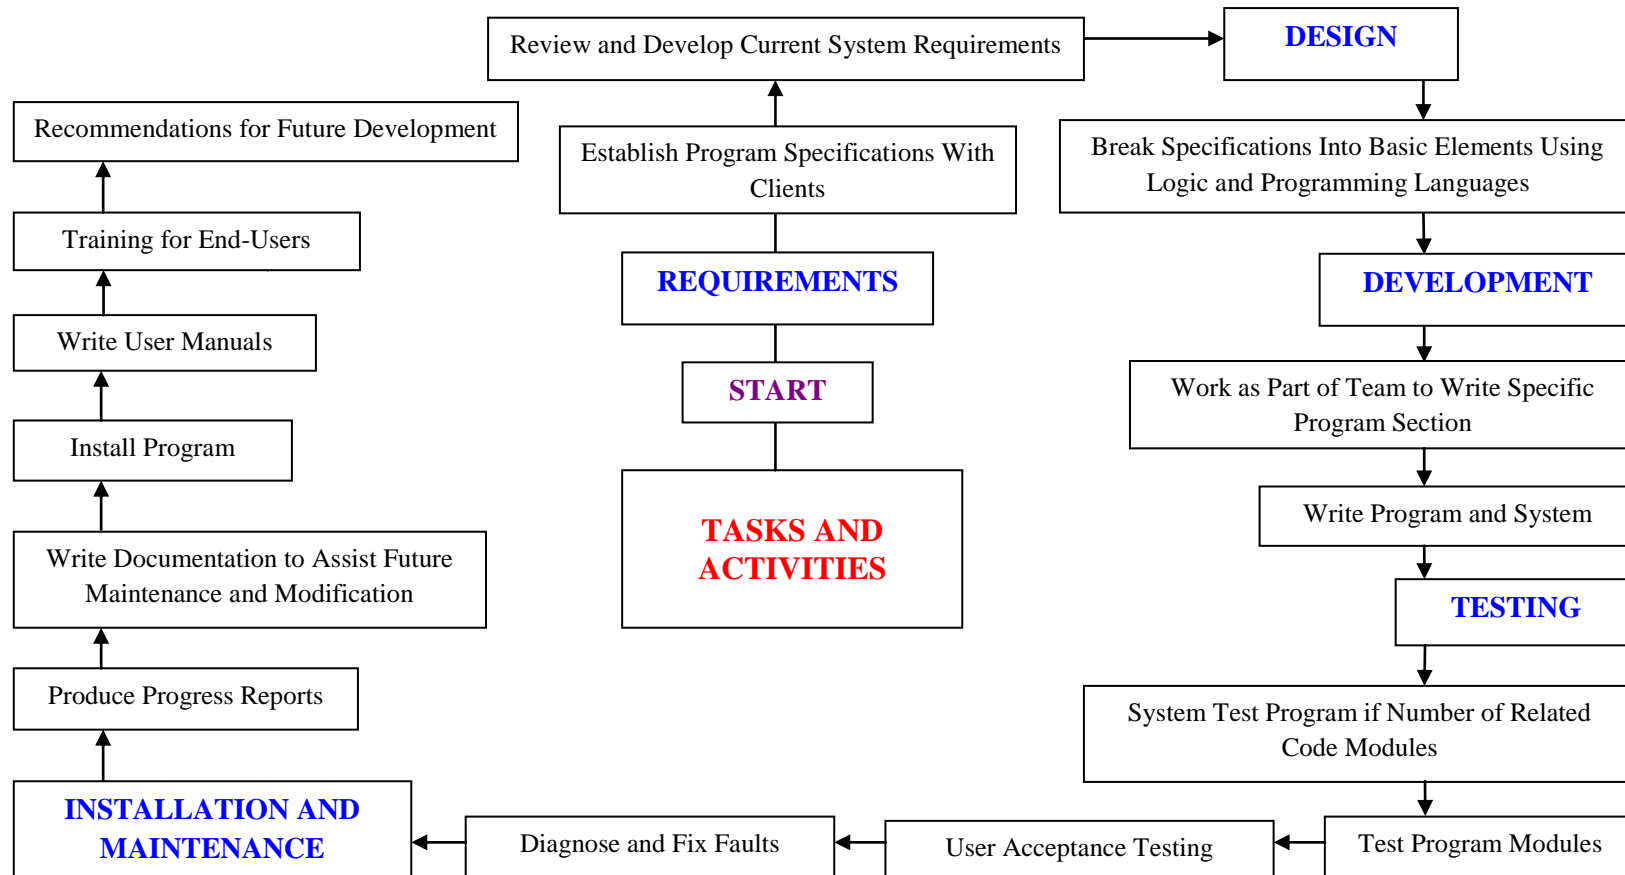 TASKS AND
ACTIVITIES
START
REQUIREMENTS
Establish Program Specifications With
Clients
Review and Develop Current System Requirements
DESIGN
Break Specifications Into Basic Elements Using
Logic and Programming Languages
DEVELOPMENT
Work as Part of Team to Write Specific
Program Section
Write Program and System
TESTING
System Test Program if Number of Related
Code Modules
Test Program Modules
User Acceptance Testing
Diagnose and Fix Faults
INSTALLATION AND
MAINTENANCE
Produce Progress Reports
Write Documentation to Assist Future
Maintenance and Modification
Install Program
Write User Manuals
Training for End-Users
Recommendations for Future Development